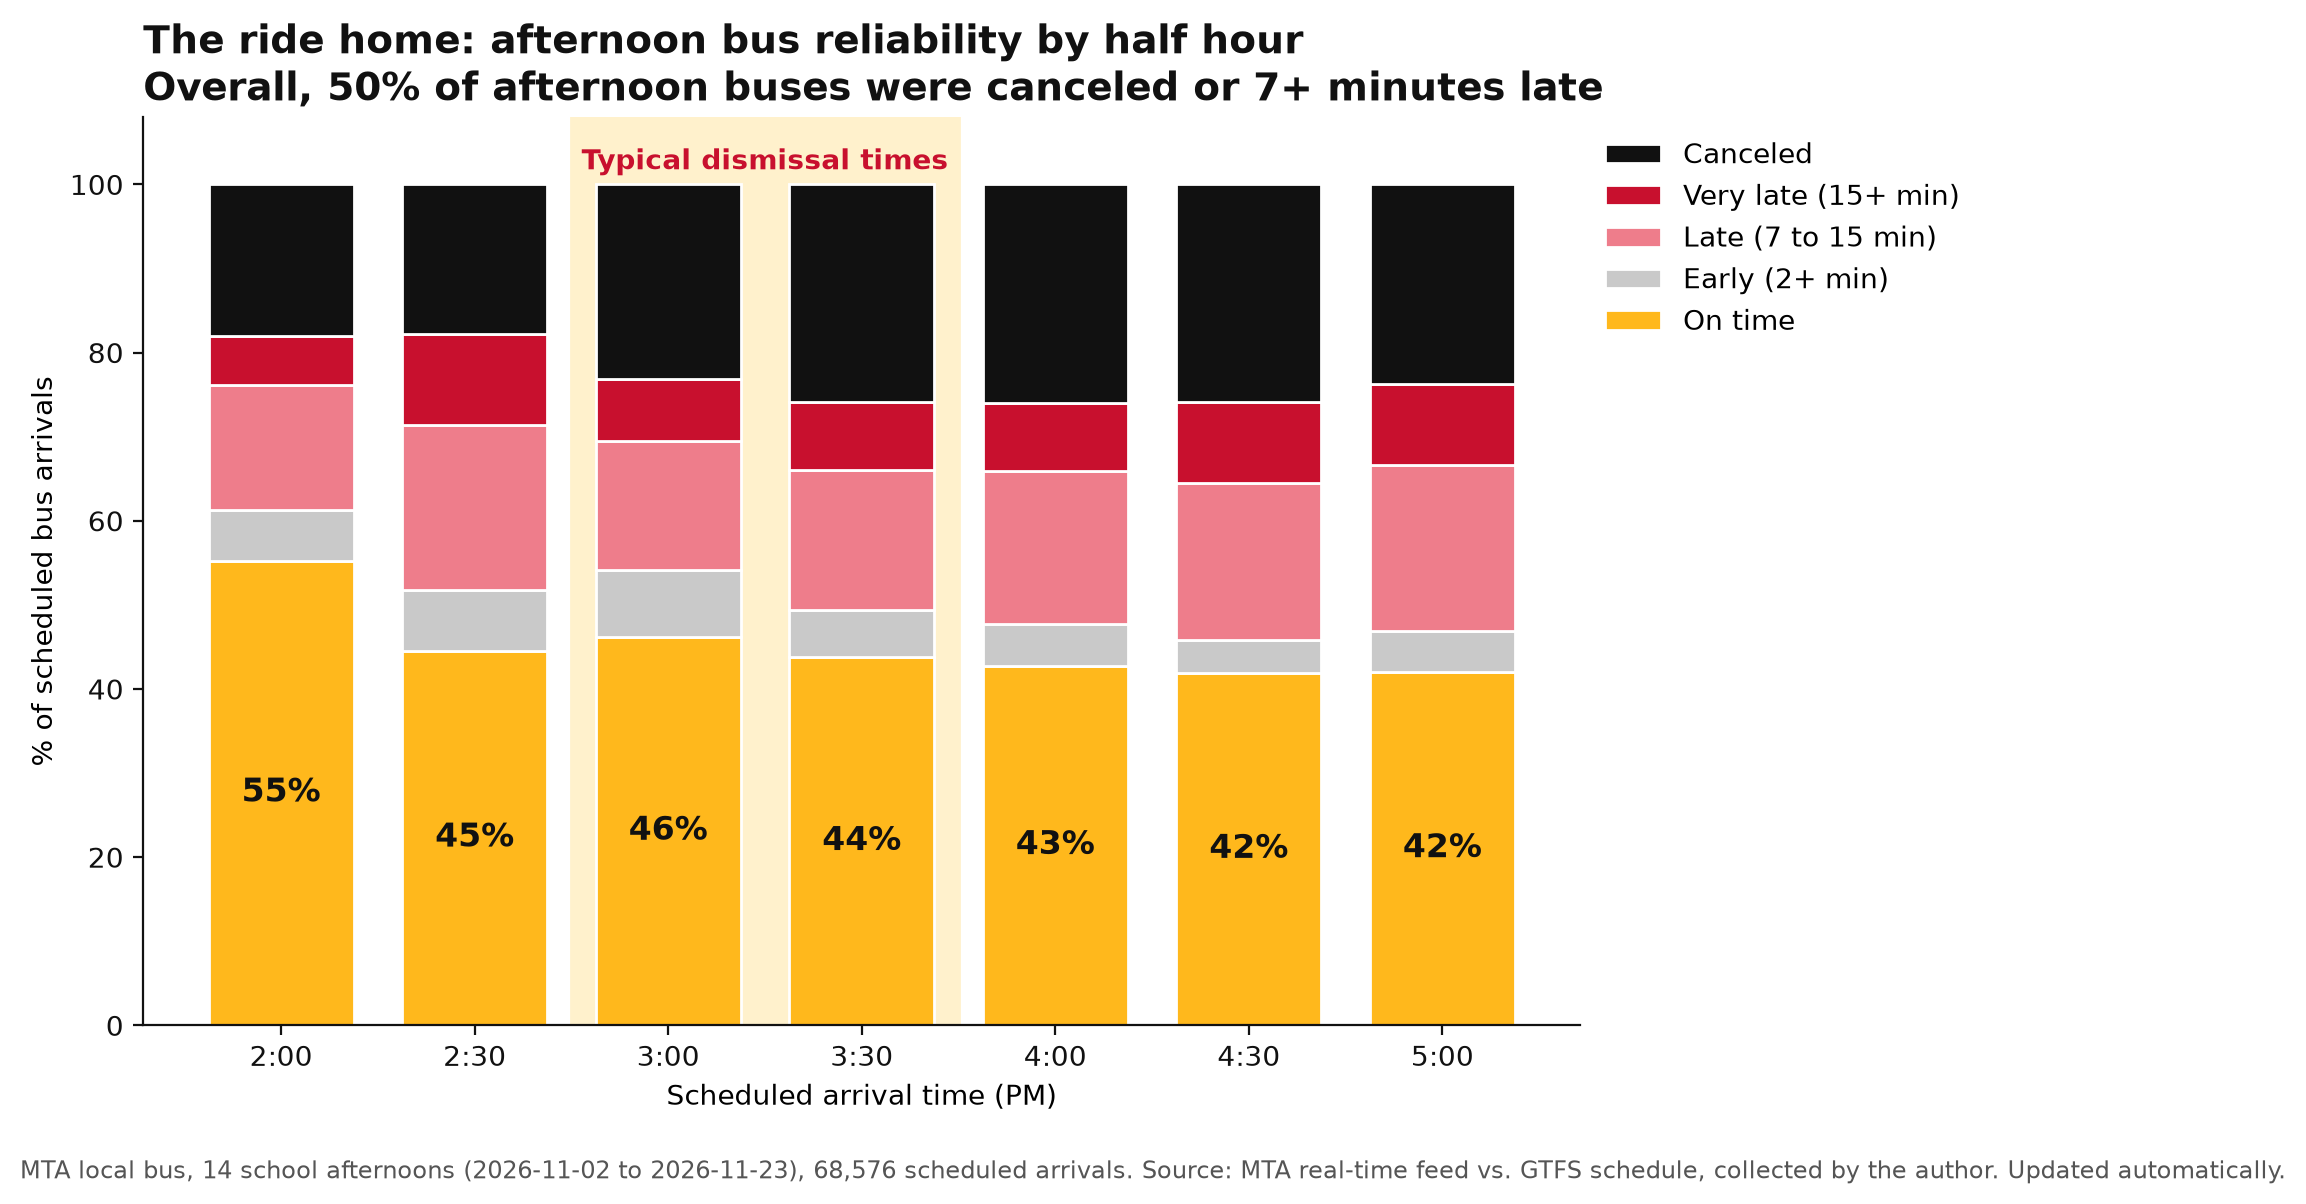 The ride home: afternoon bus reliability by half hour
Overall, 50% of afternoon buses were canceled or 7+ minutes late
Typical dismissal times
Canceled
Very late (15+ min)
Late (7 to 15 min)
Early (2+ min)
On time
% of scheduled bus arrivals
100
80
60
40
20
0
55%
45%
46%
44%
43%
42%
42%
2:00
2:30
3:00
3:30
4:00
4:30
5:00
Scheduled arrival time (PM)
MTA local bus, 14 school afternoons (2026-11-02 to 2026-11-23), 68,576 scheduled arrivals. Source: MTA real-time feed vs. GTFS schedule, collected by the author. Updated automatically.